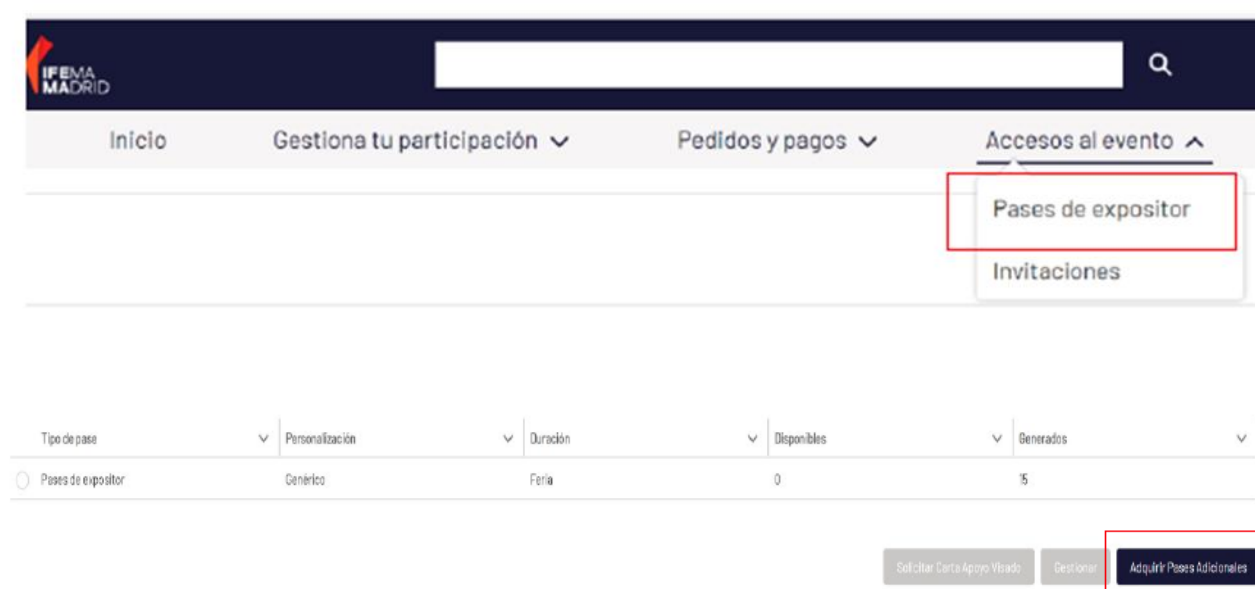 IFEMA
MADRID
Inicio Gestiona tu participación Pedidos y pagos Accesos al evento
Pases de expositor
Invitaciones
Tipo de pase Personalización Duración Disponibles Generados
Pases de expositor Genérico Feria 0 15
Solicitar Carta Apoyo Visado Gestionar Adquirir Pases Adicionales